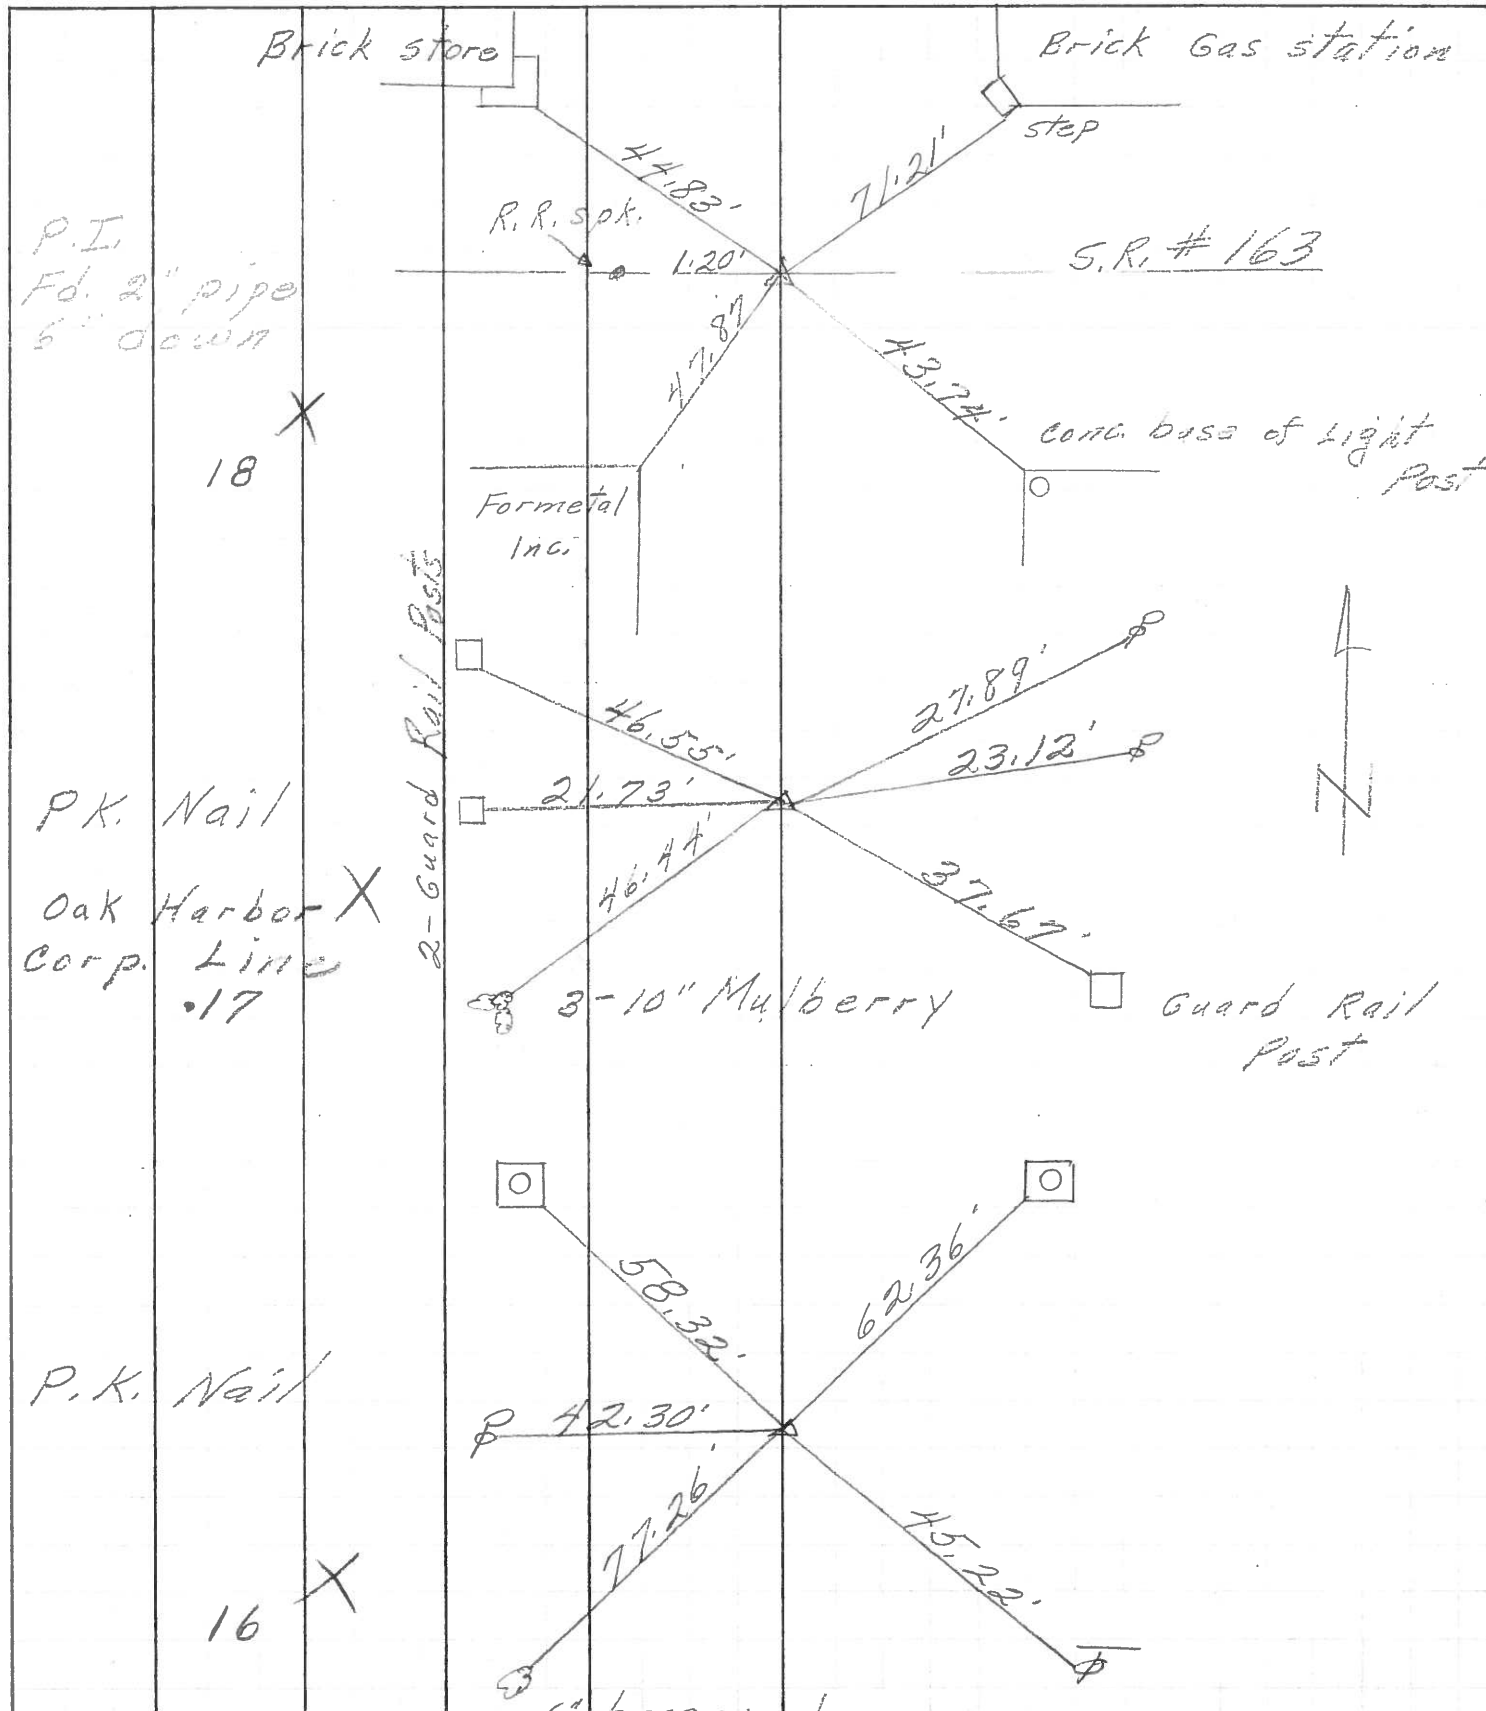 Brick store
Brick Gas station
step
44.83'
71.21'
R.R. spk.
1.20'
S.R. # 163
P.I.
Fd. 2" pipe
6" down
47.87'
43.74'
18
Conc. base of Light
Post
Formetal
Inc.
2-Guard Rail Posts
46.55'
27.89'
23.12'
21.73'
P.K. Nail
N
46.44'
37.67'
Oak Harbor
Corp. Line
.17
3-10" Mulberry
Guard Rail
Post
58.32'
62.36'
P.K. Nail
42.30'
77.26'
45.22'
16